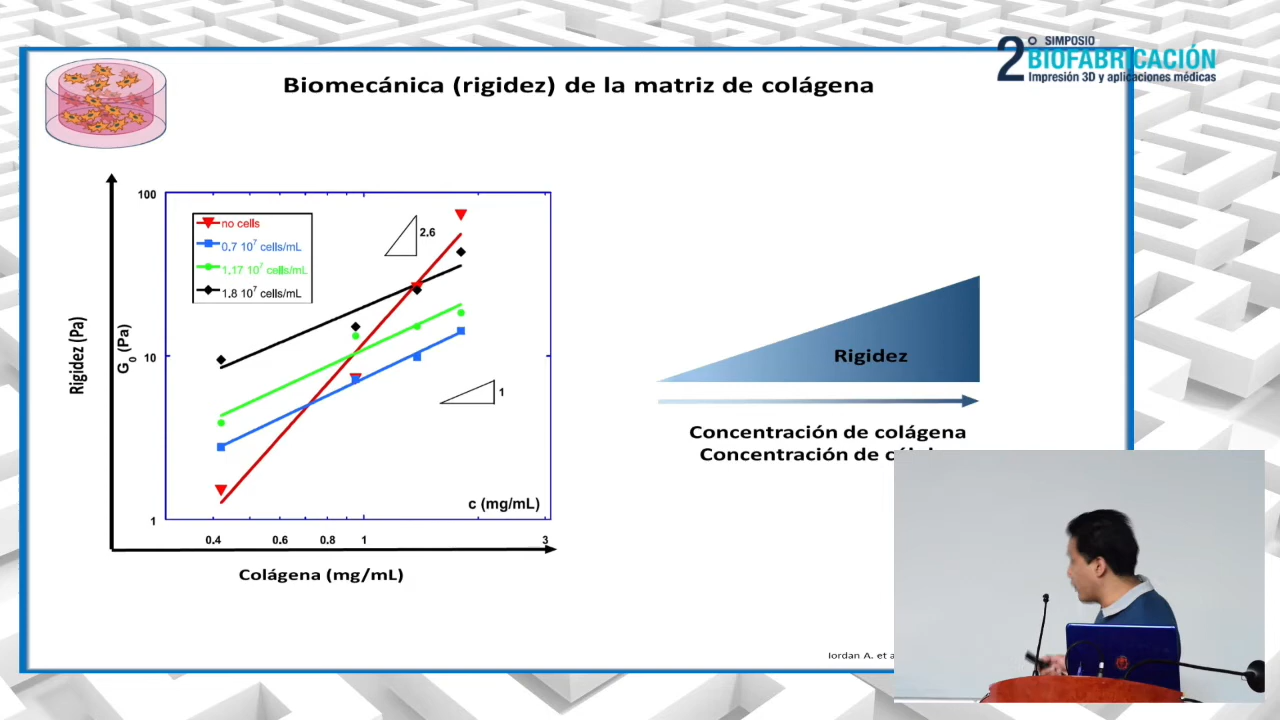 2° SIMPOSIO
BIOFABRICACIÓN
Impresión 3D y aplicaciones médicas
Biomecánica (rigidez) de la matriz de colágena
100
10
1
no cells
0.7 10⁷ cells/mL
1.17 10⁷ cells/mL
1.8 10⁷ cells/mL
2.6
1
Rigidez (Pa)
G₀ (Pa)
c (mg/mL)
0.4 0.6 0.8 1 3
Colágena (mg/mL)
Rigidez
Concentración de colágena
Concentración de
Iordan A. et